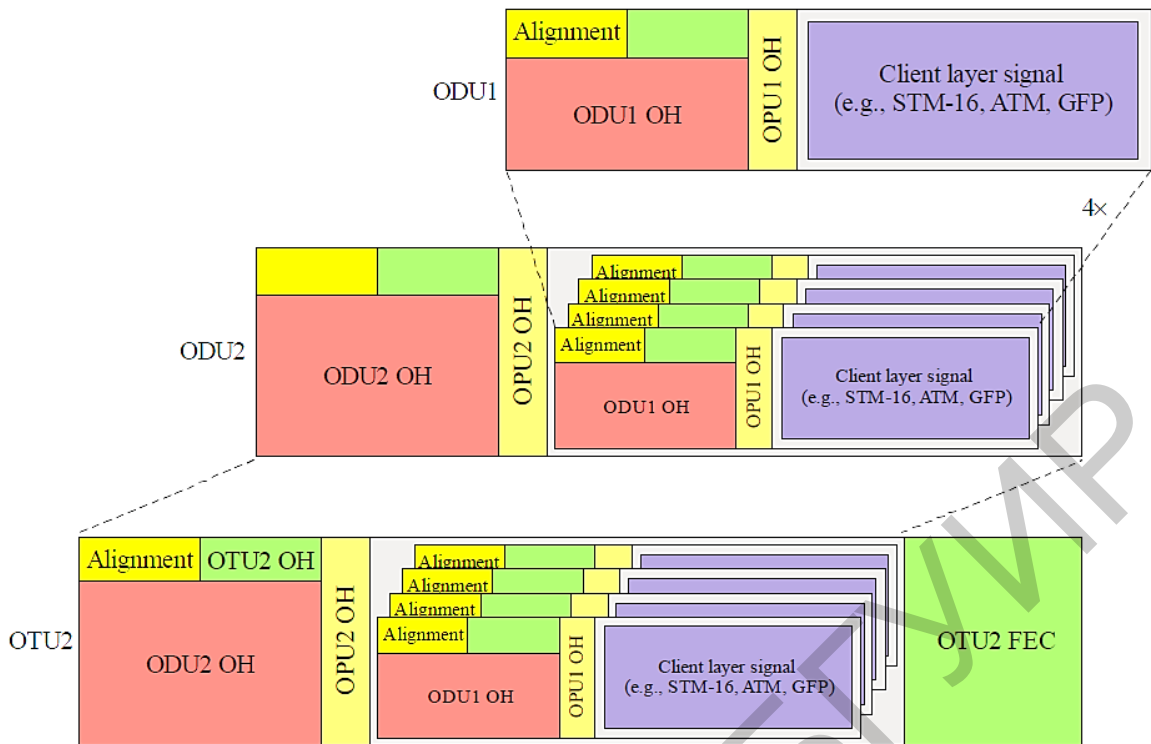 Alignment
ODU1
ODU1 OH
OPU1 OH
Client layer signal
(e.g., STM-16, ATM, GFP)
4×
ODU2
ODU2 OH
OPU2 OH
Alignment
Alignment
Alignment
Alignment
ODU1 OH
OPU1 OH
Client layer signal
(e.g., STM-16, ATM, GFP)
OTU2
Alignment
OTU2 OH
ODU2 OH
OPU2 OH
Alignment
Alignment
Alignment
Alignment
ODU1 OH
OPU1 OH
Client layer signal
(e.g., STM-16, ATM, GFP)
OTU2 FEC